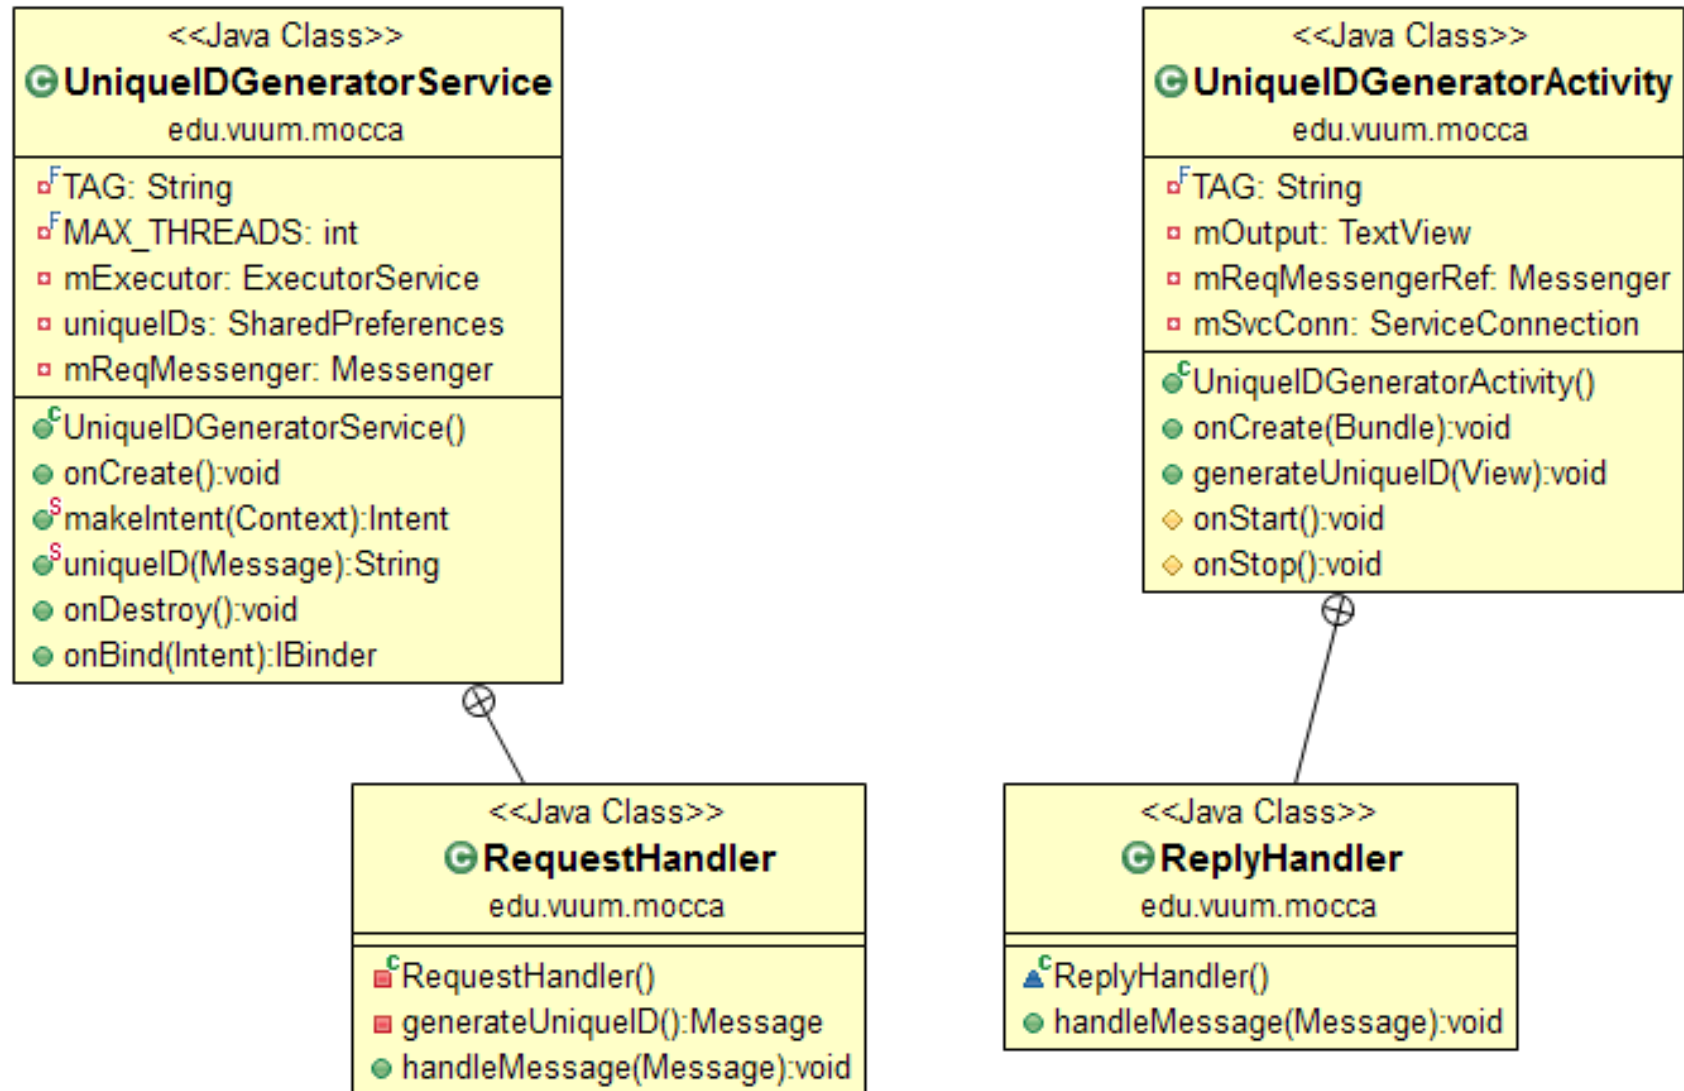 <<Java Class>>
UniqueIDGeneratorService
edu.vuum.mocca
TAG: String
MAX_THREADS: int
mExecutor: ExecutorService
uniqueIDs: SharedPreferences
mReqMessenger: Messenger
UniqueIDGeneratorService()
onCreate():void
makeIntent(Context):Intent
uniqueID(Message):String
onDestroy():void
onBind(Intent):IBinder
<<Java Class>>
UniqueIDGeneratorActivity
edu.vuum.mocca
TAG: String
mOutput: TextView
mReqMessengerRef: Messenger
mSvcConn: ServiceConnection
UniqueIDGeneratorActivity()
onCreate(Bundle):void
generateUniqueID(View):void
onStart():void
onStop():void
<<Java Class>>
RequestHandler
edu.vuum.mocca
RequestHandler()
generateUniqueID():Message
handleMessage(Message):void
<<Java Class>>
ReplyHandler
edu.vuum.mocca
ReplyHandler()
handleMessage(Message):void